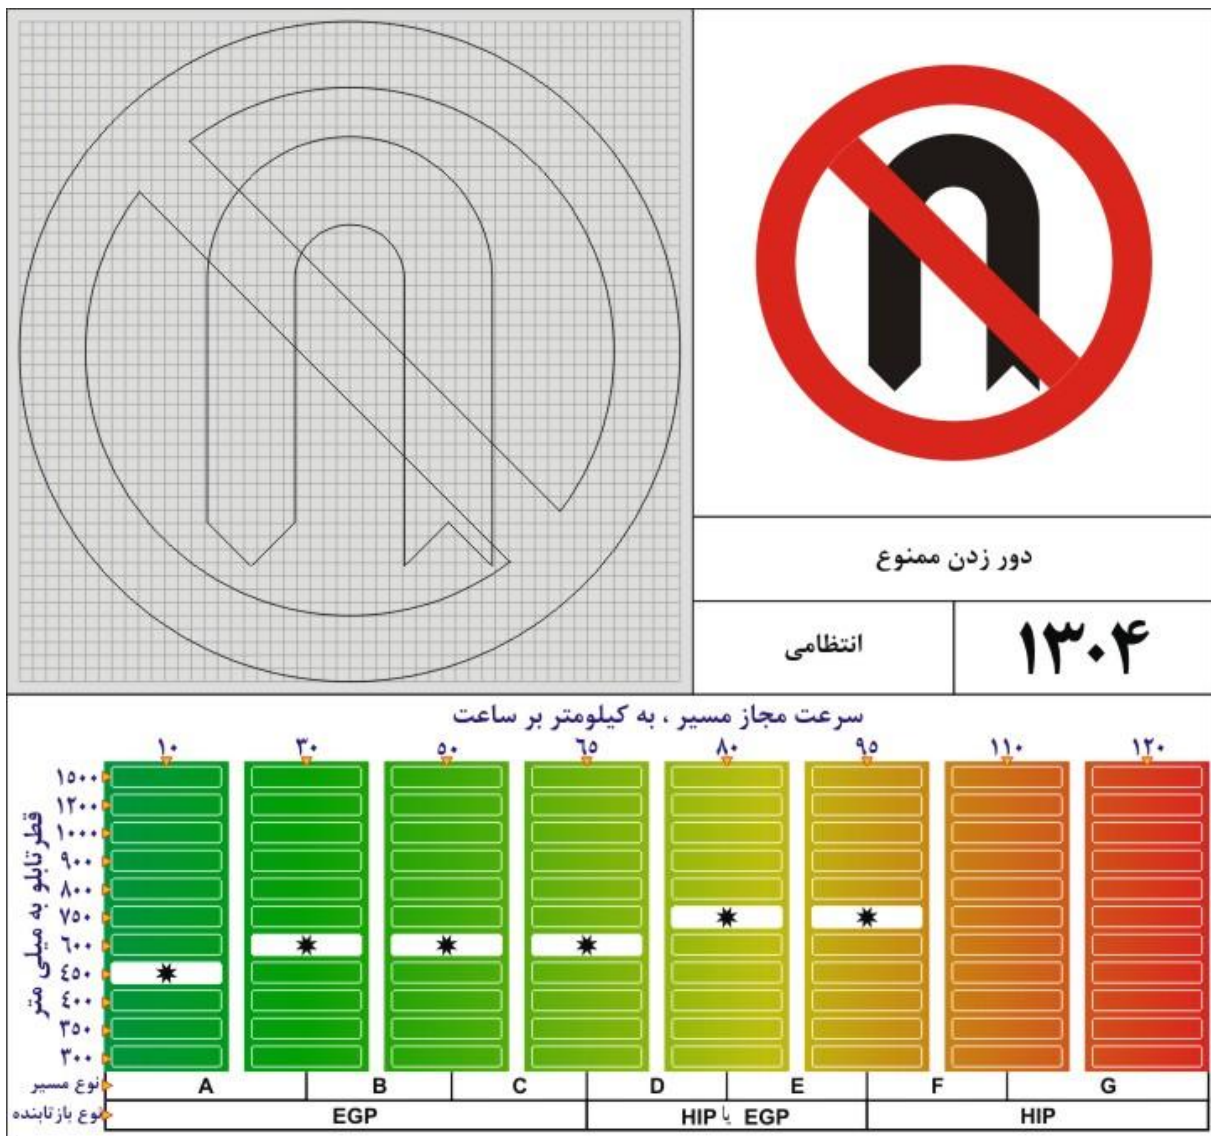 دور زدن ممنوع
۱۳۰۴
انتظامی
سرعت مجاز مسیر ، به کیلومتر بر ساعت
۱۰ ۳۰ ۵۰ ۶۵ ۸۰ ۹۵ ۱۱۰ ۱۲۰
قطر تابلو به میلی متر
۱۵۰۰
۱۲۰۰
۱۰۰۰
۹۰۰
۸۰۰
۷۵۰
۶۰۰
٤۵۰
٤۰۰
۳۵۰
۳۰۰
نوع مسیر A B C D E F G
نوع بازتابنده EGP HIP یا EGP HIP